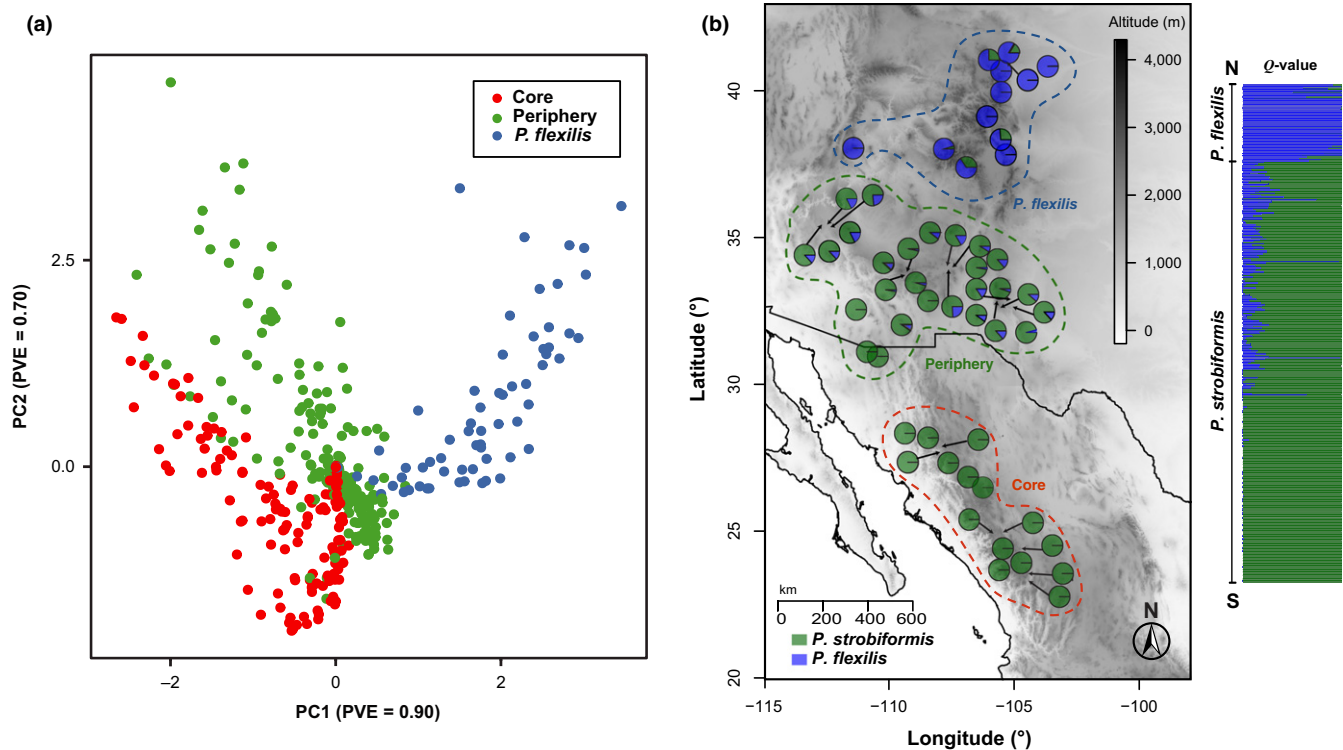 (a)
PC2 (PVE = 0.70)
2.5
0.0
−2
0
2
PC1 (PVE = 0.90)
Core
Periphery
P. flexilis
(b)
Latitude (°)
40
35
30
25
20
−115
−110
−105
−100
Longitude (°)
Altitude (m)
4,000
3,000
2,000
1,000
0
P. flexilis
Periphery
Core
km
0 200 400 600
P. strobiformis
P. flexilis
N
Q-value
N
P. flexilis
P. strobiformis
S